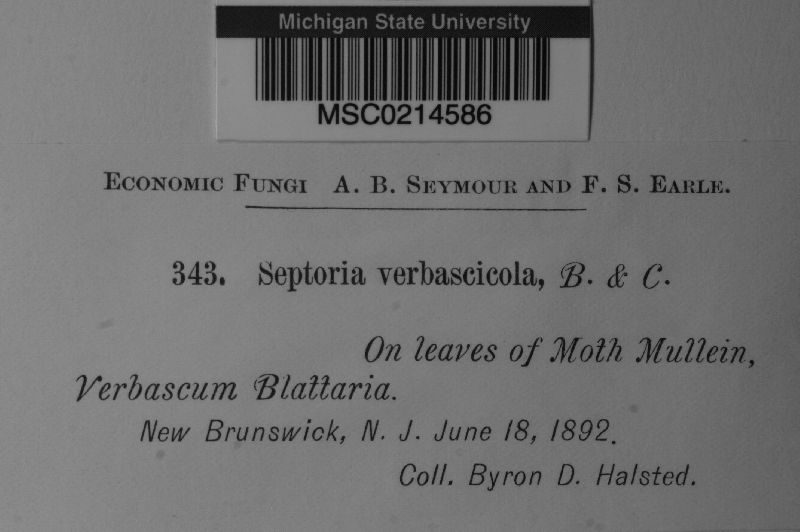 Michigan State University
MSC0214586
Economic Fungi A. B. Seymour and F. S. Earle.
343. Septoria verbascicola, B. & C.
On leaves of Moth Mullein,
Verbascum Blattaria.
New Brunswick, N. J. June 18, 1892.
Coll. Byron D. Halsted.